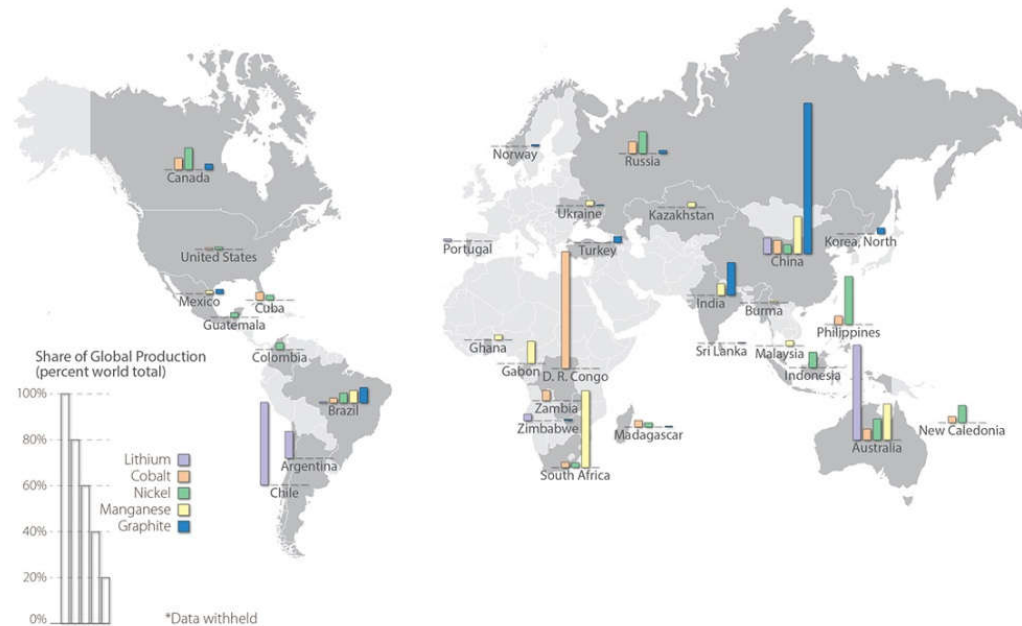 Norway
Russia
Canada
Ukraine
Kazakhstan
Portugal
Turkey
Korea, North
United States
China
Mexico
India
Cuba
Burma
Guatemala
Philippines
Ghana
Sri Lanka
Malaysia
Share of Global Production
(percent world total)
Colombia
Gabon
D. R. Congo
Indonesia
100%
Brazil
Zambia
Zimbabwe
Madagascar
New Caledonia
80%
Lithium
Argentina
Australia
Cobalt
South Africa
60%
Nickel
Chile
Manganese
Graphite
40%
20%
0%
*Data withheld